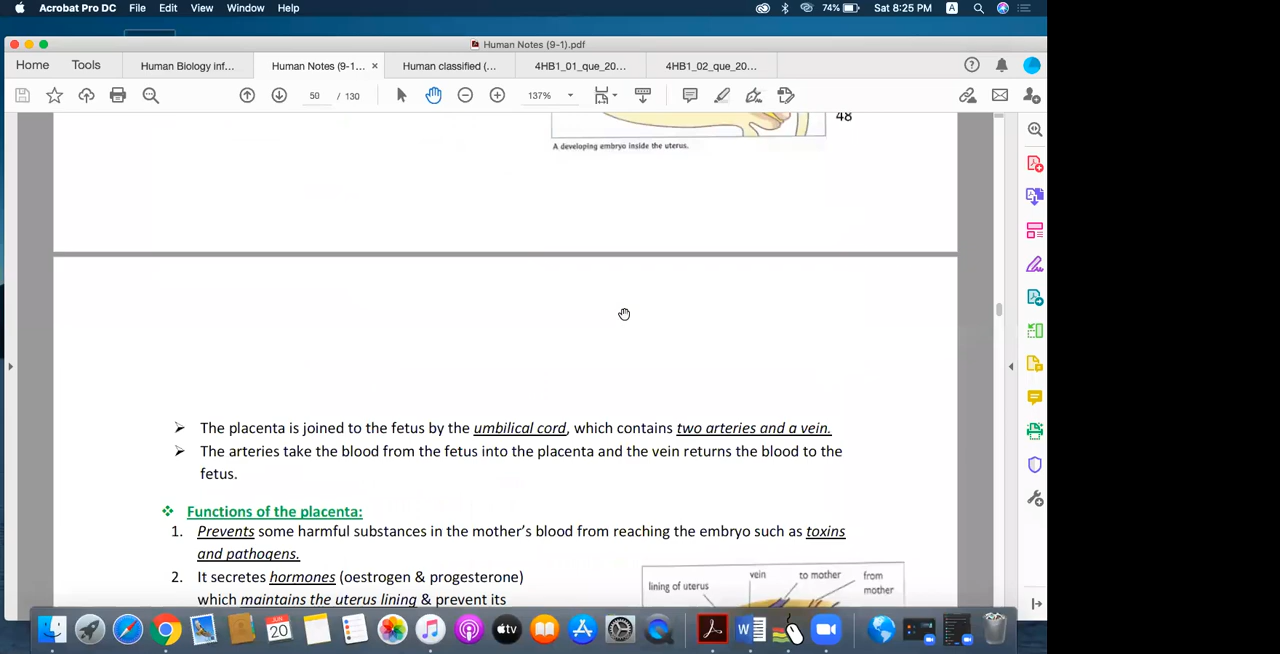 Acrobat Pro DC File Edit View Window Help 74% Sat 8:25 PM A
Human Notes (9-1).pdf
Home Tools Human Biology inf... Human Notes (9-1... × Human classified (... 4HB1_01_que_20... 4HB1_02_que_20...
50 / 130 137%
48
A developing embryo inside the uterus.
➢ The placenta is joined to the fetus by the umbilical cord, which contains two arteries and a vein.
➢ The arteries take the blood from the fetus into the placenta and the vein returns the blood to the
fetus.
❖ Functions of the placenta:
1. Prevents some harmful substances in the mother's blood from reaching the embryo such as toxins
and pathogens.
2. It secretes hormones (oestrogen & progesterone)
which maintains the uterus lining & prevent its
lining of uterus
vein
to mother
from
mother
JUN
20
tv
W